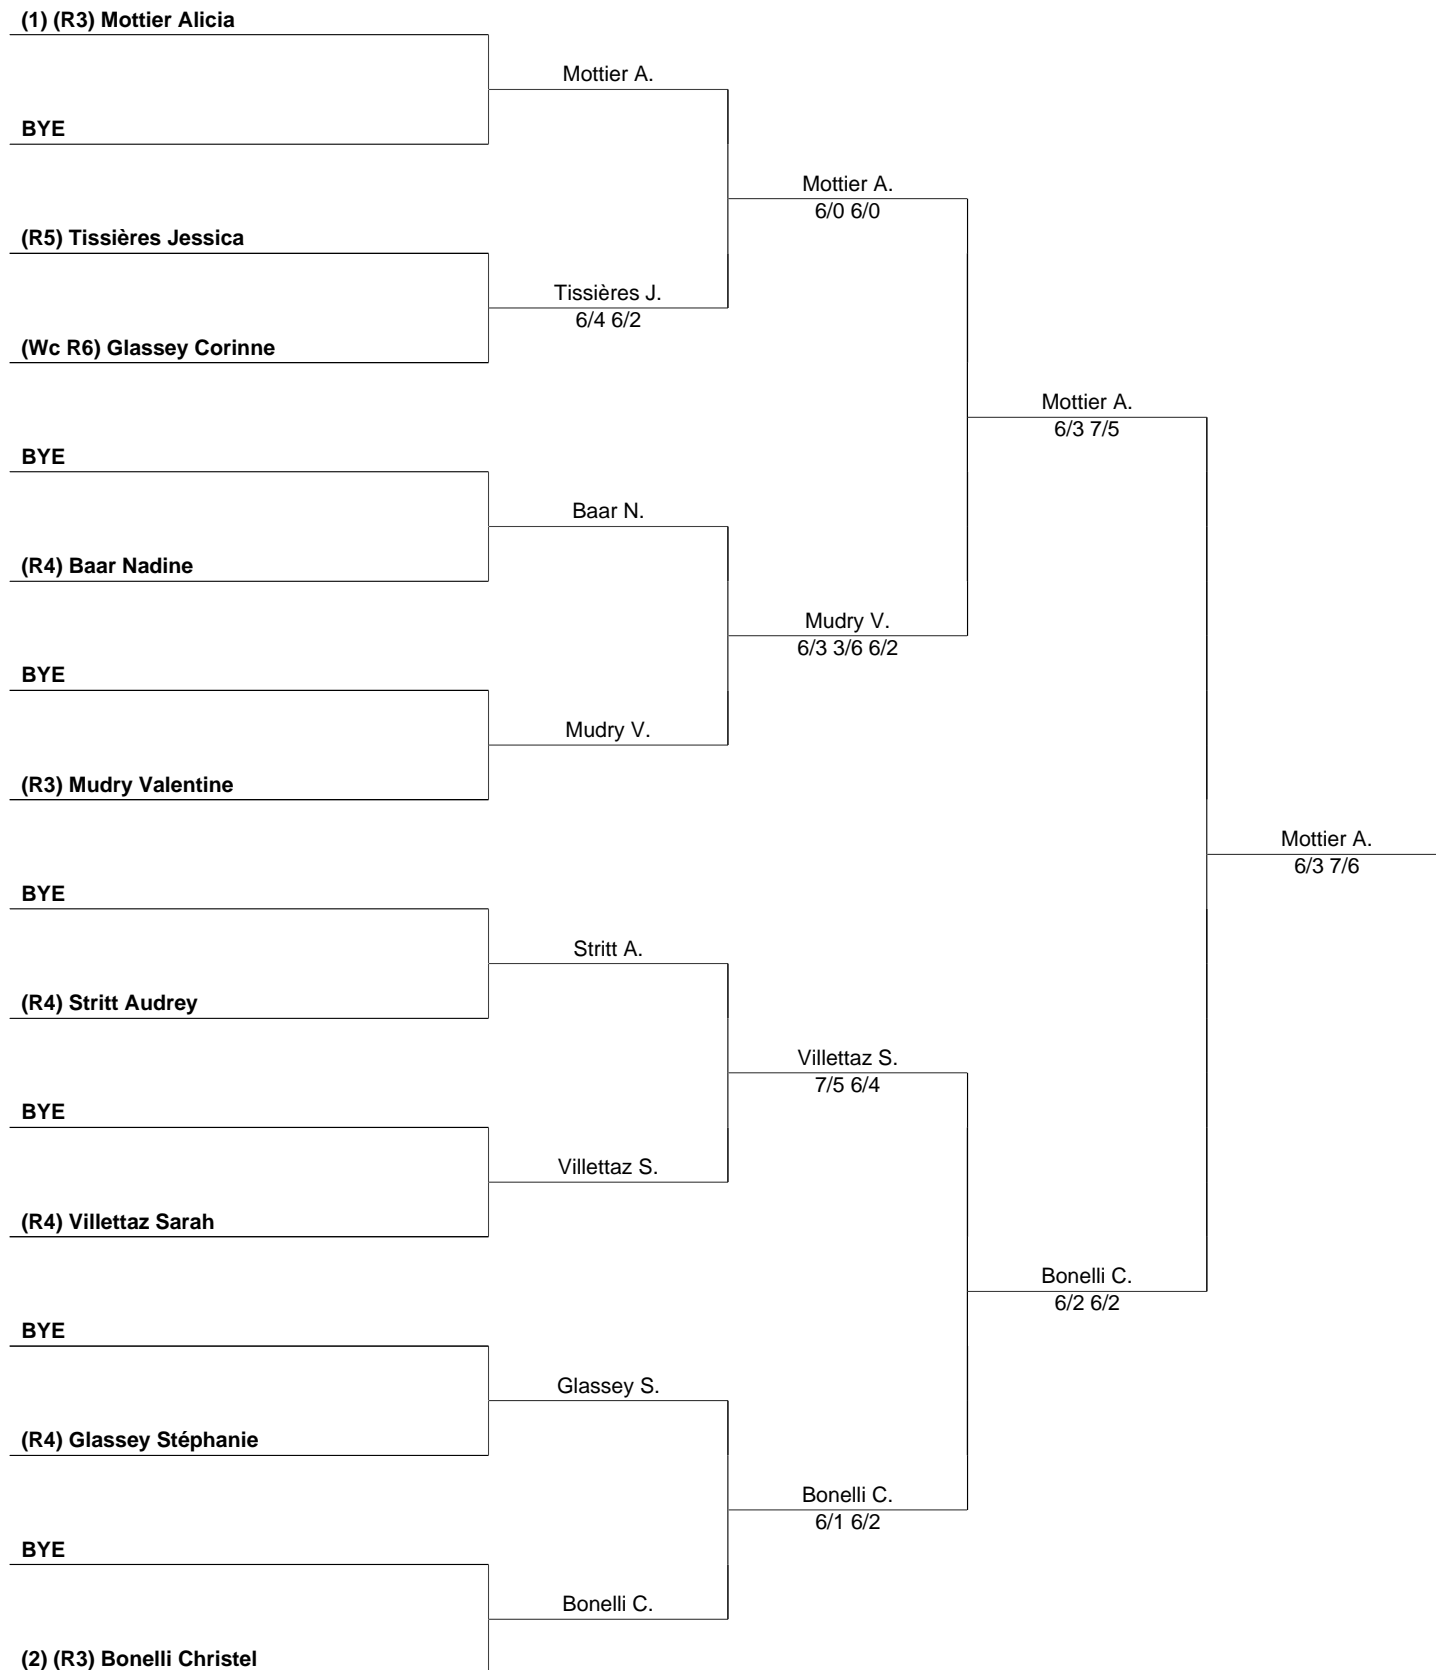 (1) (R3) Mottier Alicia
Mottier A.
BYE
Mottier A.
6/0 6/0
(R5) Tissières Jessica
Tissières J.
6/4 6/2
(Wc R6) Glassey Corinne
Mottier A.
6/3 7/5
BYE
Baar N.
(R4) Baar Nadine
Mudry V.
6/3 3/6 6/2
BYE
Mudry V.
(R3) Mudry Valentine
Mottier A.
6/3 7/6
BYE
Stritt A.
(R4) Stritt Audrey
Villettaz S.
7/5 6/4
BYE
Villettaz S.
(R4) Villettaz Sarah
Bonelli C.
6/2 6/2
BYE
Glassey S.
(R4) Glassey Stéphanie
Bonelli C.
6/1 6/2
BYE
Bonelli C.
(2) (R3) Bonelli Christel